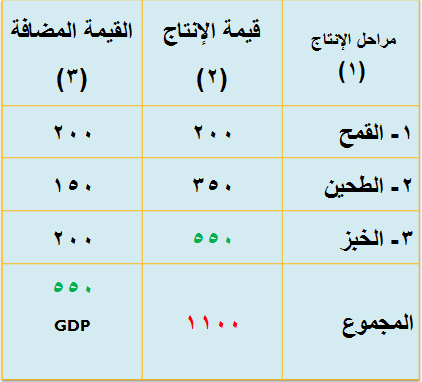 مراحل الإنتاج قيمة الإنتاج القيمة المضافة
(١) (٢) (٣)
١- القمح ٢٠٠ ٢٠٠
٢- الطحين ٣٥٠ ١٥٠
٣- الخبز ٥٥٠ ٢٠٠
المجموع ١١٠٠ ٥٥٠
GDP